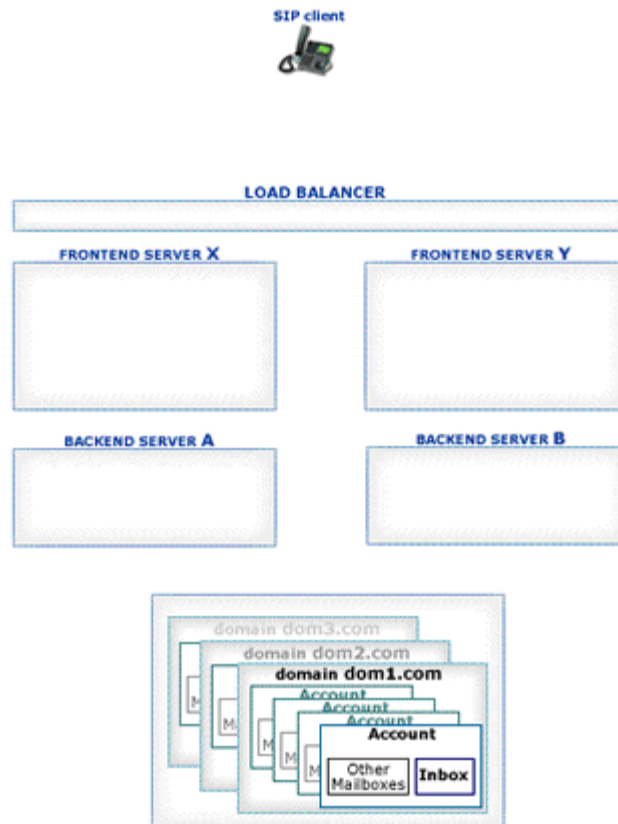 SIP client
LOAD BALANCER
FRONTEND SERVER X
FRONTEND SERVER Y
BACKEND SERVER A
BACKEND SERVER B
domain dom3.com
domain dom2.com
domain dom1.com
Account
Account
Account
Account
Other
Mailboxes
Inbox